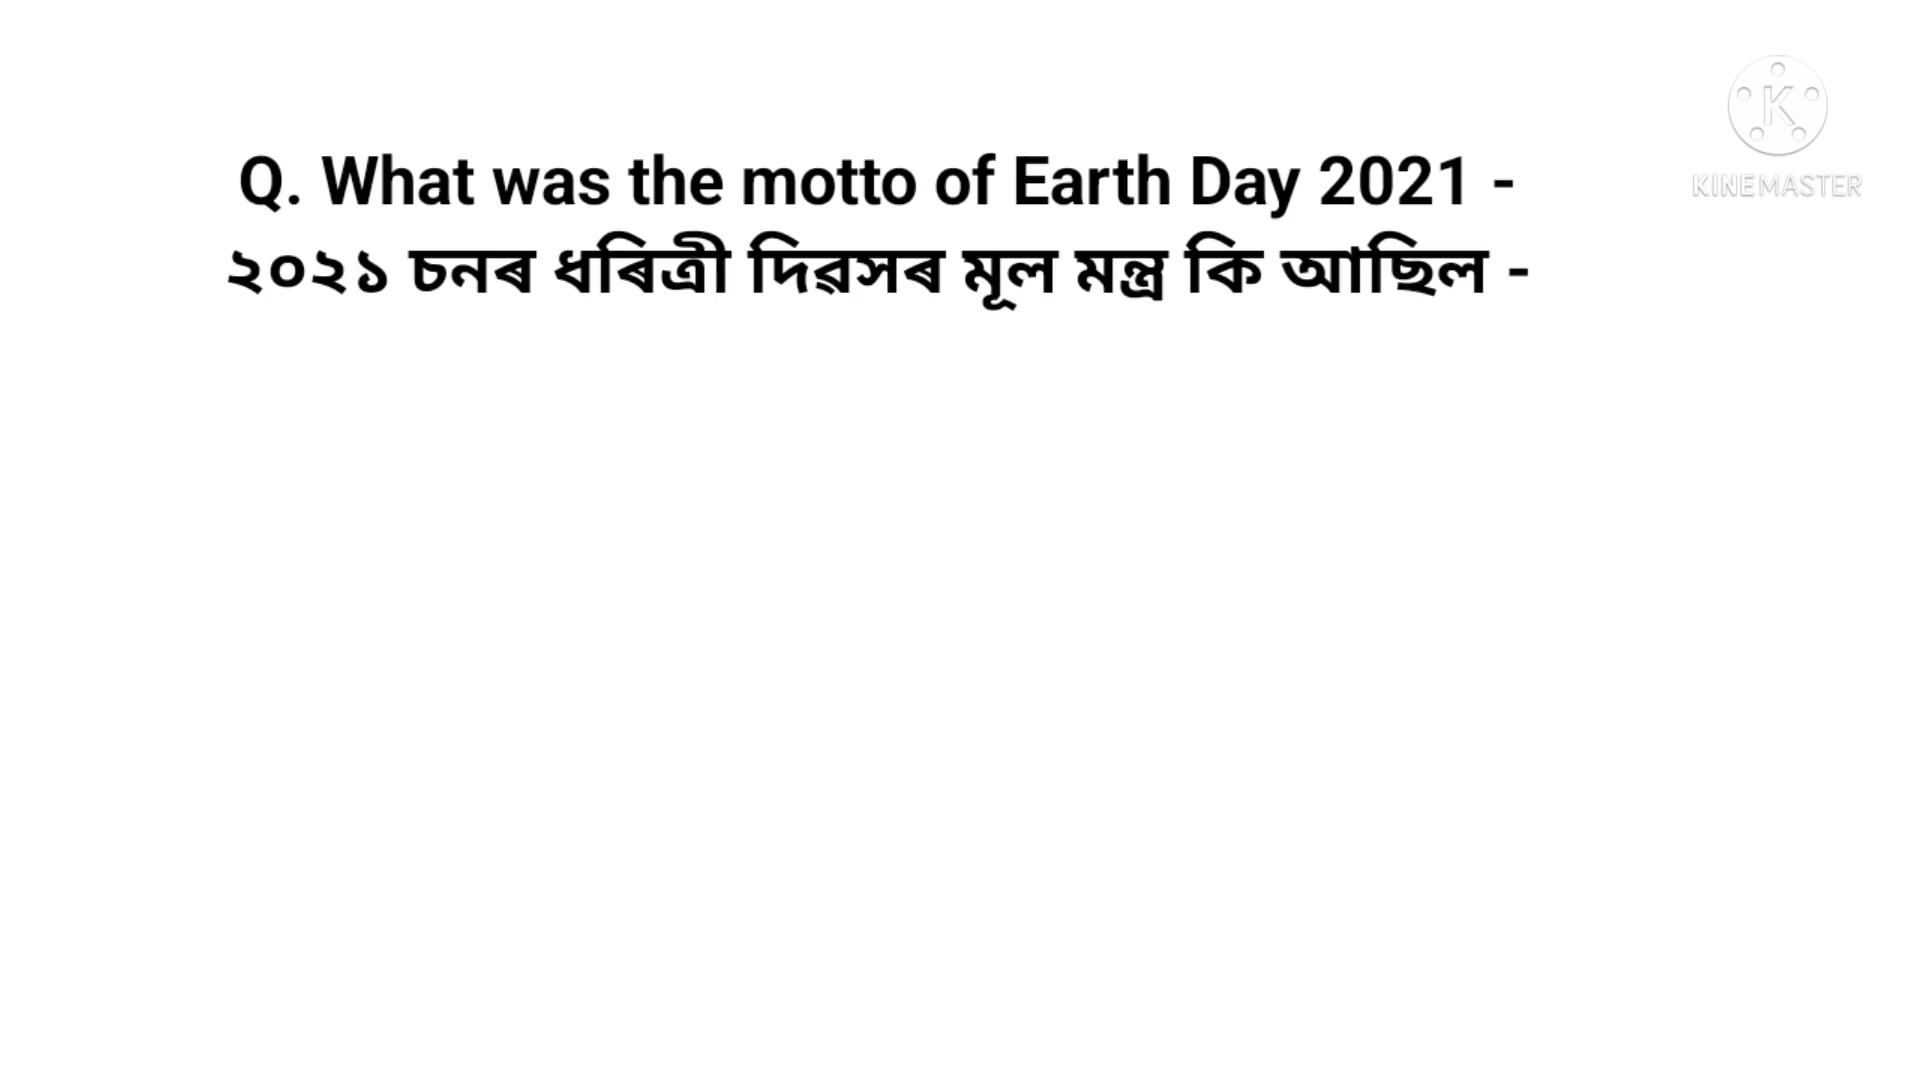 Q. What was the motto of Earth Day 2021 -
২০২১ চনৰ ধৰিত্ৰী দিৱসৰ মূল মন্ত্ৰ কি আছিল -
K
KINEMASTER